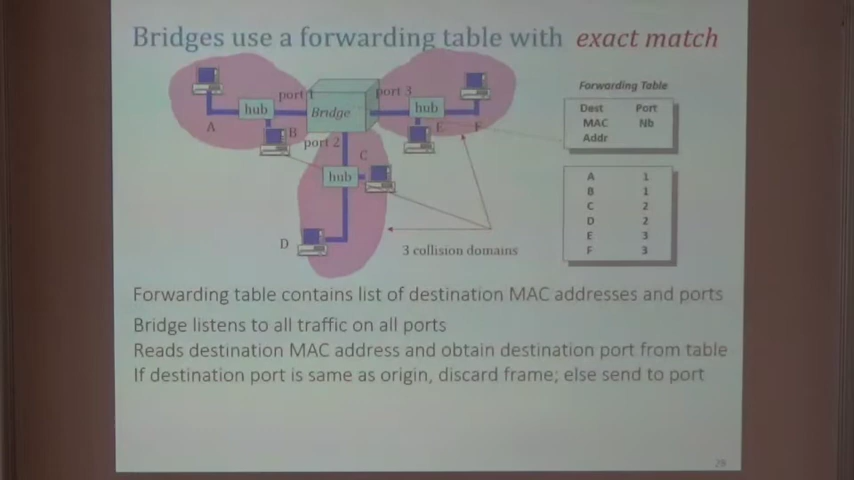 Bridges use a forwarding table with exact match
port 1
Bridge
port 3
hub
hub
A
B
E
F
port 2
C
hub
D
3 collision domains
Forwarding Table
Dest Port
MAC Nb
Addr
A 1
B 1
C 2
D 2
E 3
F 3
Forwarding table contains list of destination MAC addresses and ports
Bridge listens to all traffic on all ports
Reads destination MAC address and obtain destination port from table
If destination port is same as origin, discard frame; else send to port
29